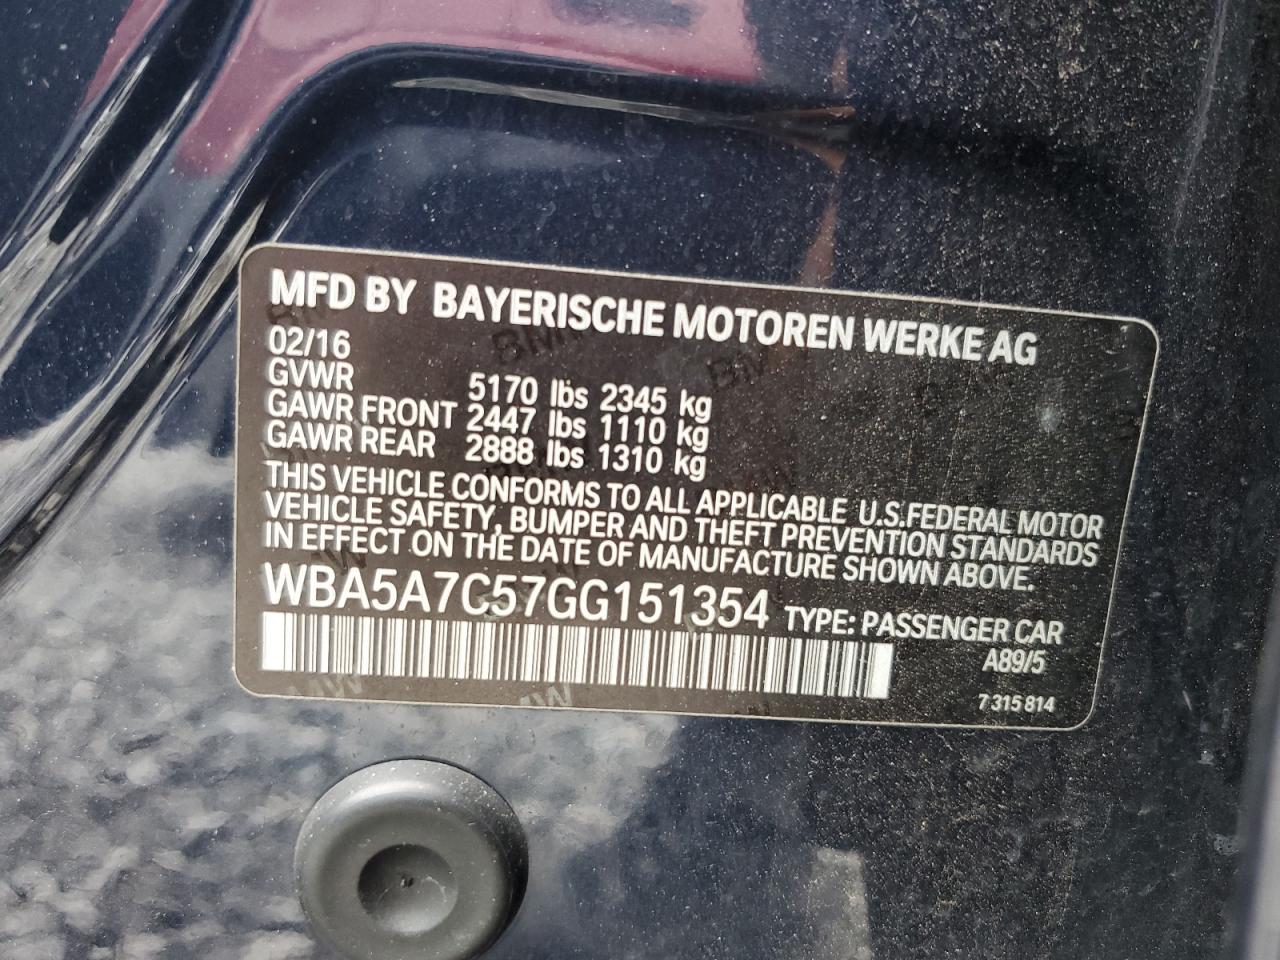 MFD BY BAYERISCHE MOTOREN WERKE AG
02/16
GVWR 5170 lbs 2345 kg
GAWR FRONT 2447 lbs 1110 kg
GAWR REAR 2888 lbs 1310 kg
THIS VEHICLE CONFORMS TO ALL APPLICABLE U.S.FEDERAL MOTOR
VEHICLE SAFETY, BUMPER AND THEFT PREVENTION STANDARDS
IN EFFECT ON THE DATE OF MANUFACTURE SHOWN ABOVE.
WBA5A7C57GG151354 TYPE: PASSENGER CAR
A89/5
7 315 814